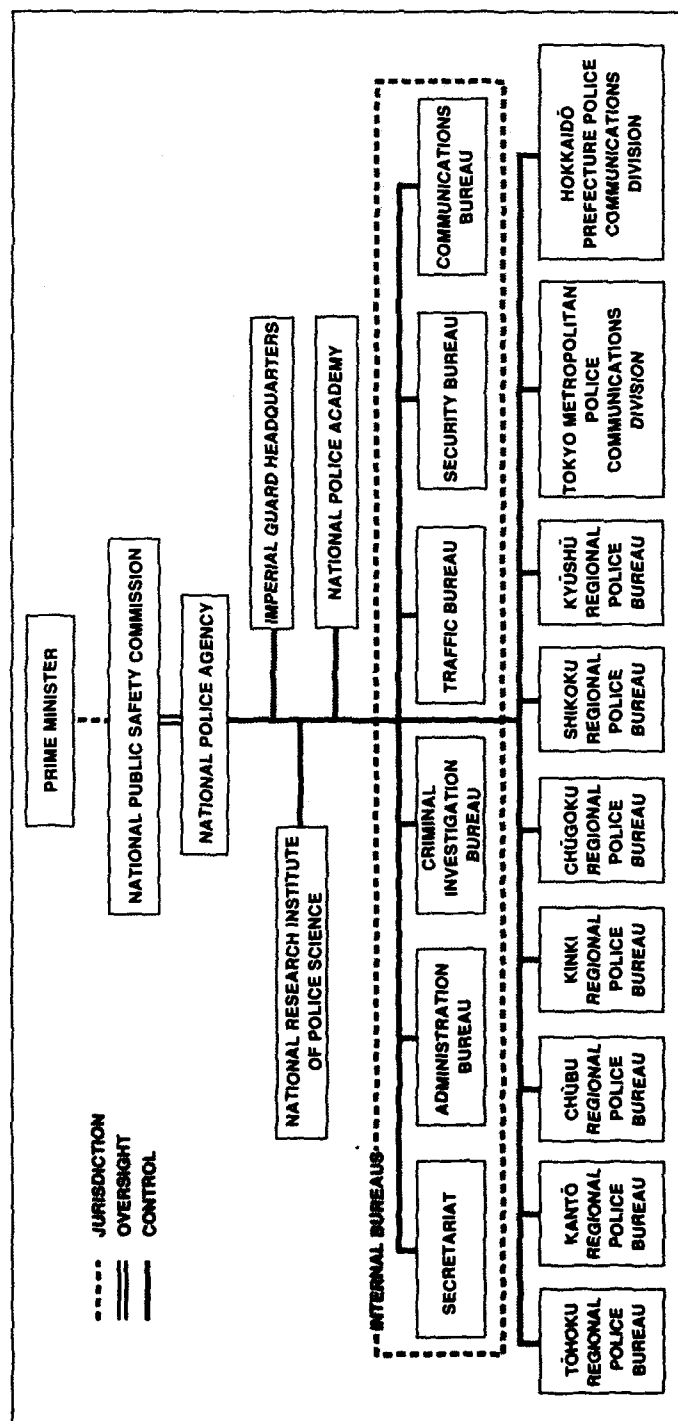 PRIME MINISTER
NATIONAL PUBLIC SAFETY COMMISSION
NATIONAL POLICE AGENCY
JURISDICTION
OVERSIGHT
CONTROL
IMPERIAL GUARD HEADQUARTERS
NATIONAL RESEARCH INSTITUTE
OF POLICE SCIENCE
NATIONAL POLICE ACADEMY
INTERNAL BUREAUS
SECRETARIAT
ADMINISTRATION
BUREAU
CRIMINAL
INVESTIGATION
BUREAU
TRAFFIC BUREAU
SECURITY BUREAU
COMMUNICATIONS
BUREAU
TŌHOKU
REGIONAL
POLICE
BUREAU
KANTŌ
REGIONAL
POLICE
BUREAU
CHŪBU
REGIONAL
POLICE
BUREAU
KINKI
REGIONAL
POLICE
BUREAU
CHŪGOKU
REGIONAL
POLICE
BUREAU
SHIKOKU
REGIONAL
POLICE
BUREAU
KYŪSHŪ
REGIONAL
POLICE
BUREAU
TOKYO METROPOLITAN
POLICE
COMMUNICATIONS
DIVISION
HOKKAIDŌ
PREFECTURE POLICE
COMMUNICATIONS
DIVISION